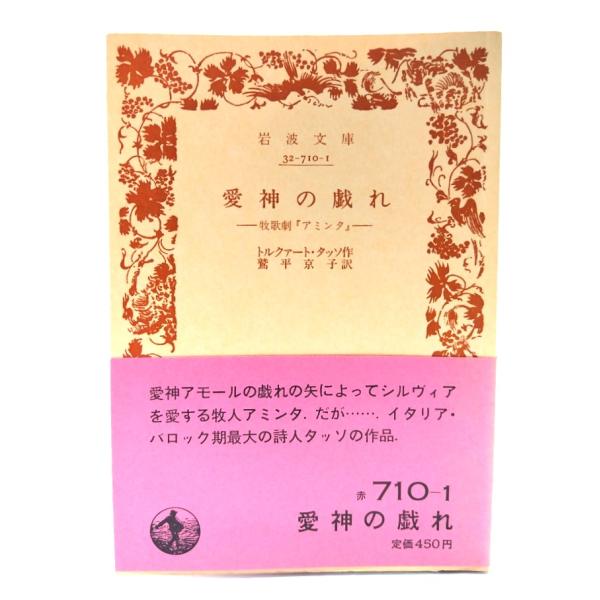 岩波文庫
32-710-1
愛神の戯れ
―牧歌劇『アミンタ』―
トルクァート・タッソ作
鷲平京子訳
愛神アモールの戯れの矢によってシルヴィア
を愛する牧人アミンタ．だが……．イタリア・
バロック期最大の詩人タッソの作品．
赤 710-1
愛神の戯れ
定価450円